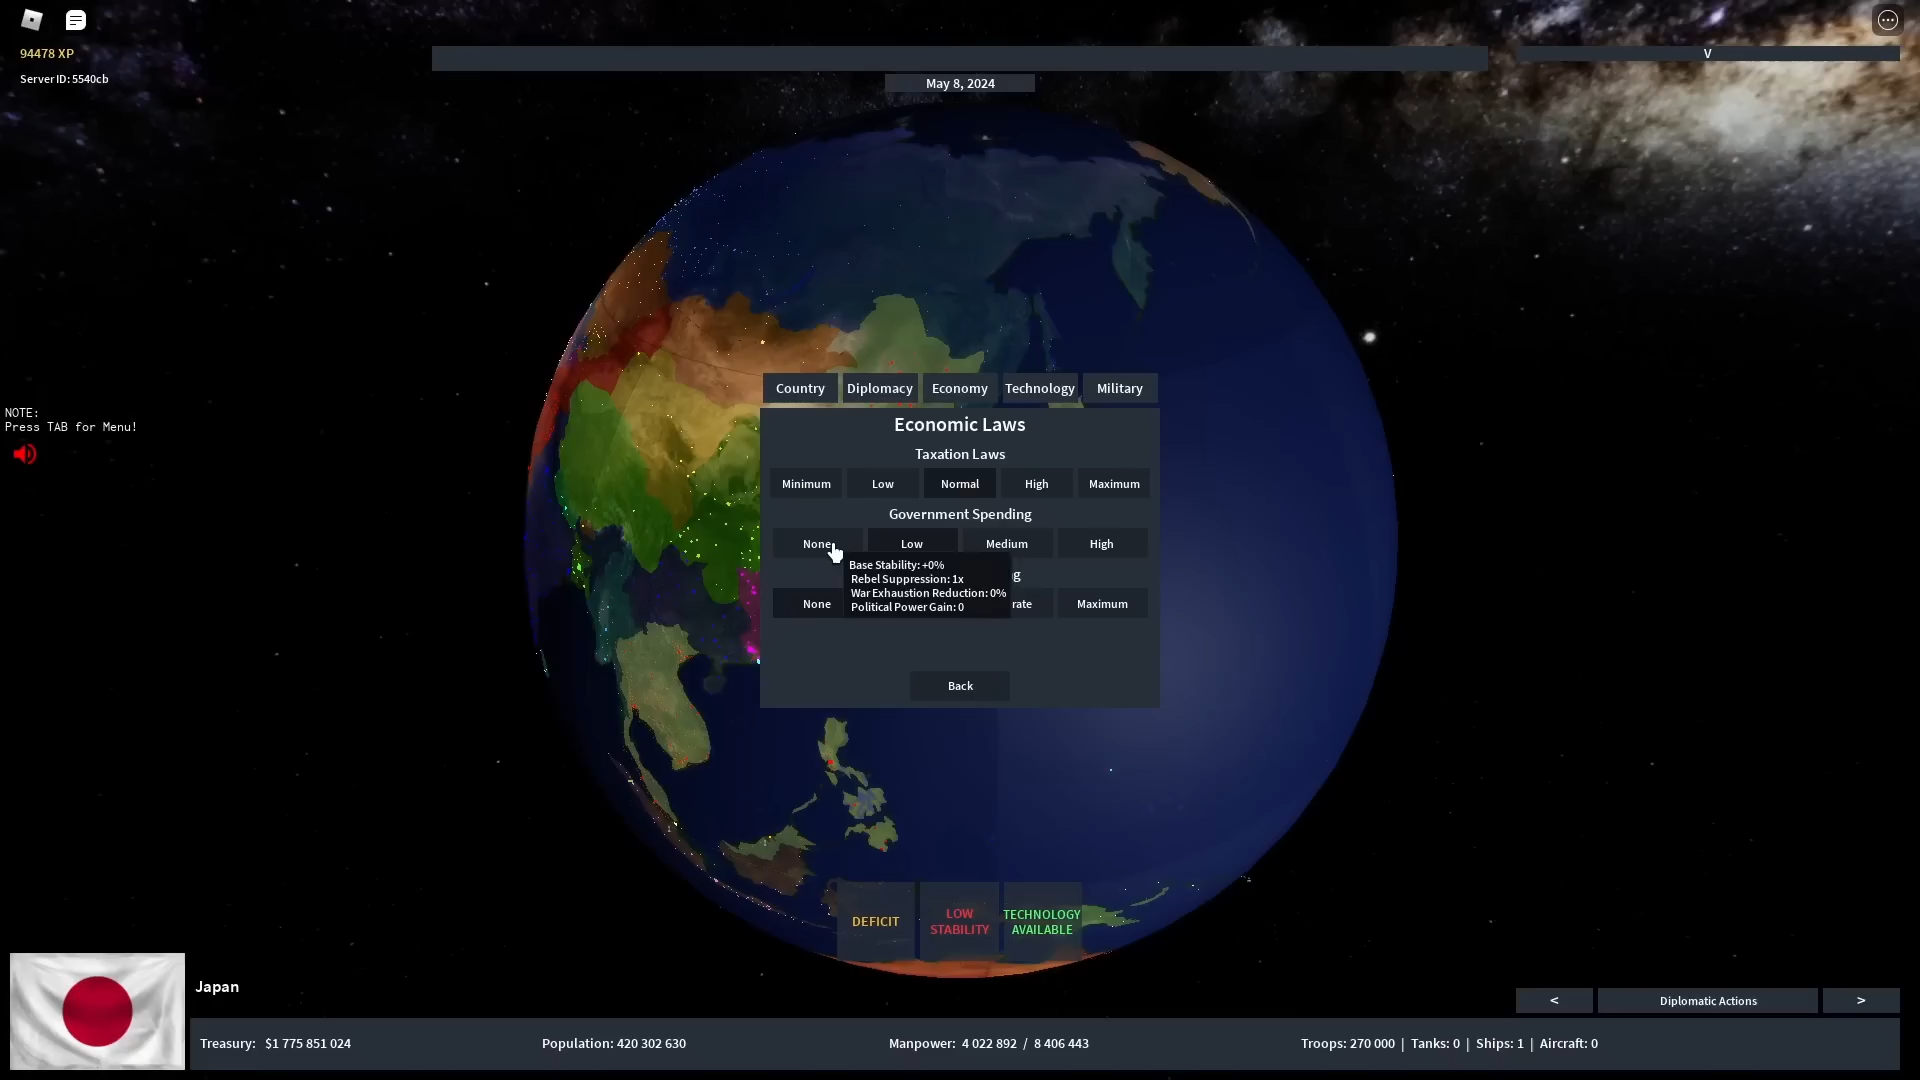 94478 XP
Server ID: 5540cb
V
May 8, 2024
NOTE:
Press TAB for Menu!
Country
Diplomacy
Economy
Technology
Military
Economic Laws
Taxation Laws
Minimum
Low
Normal
High
Maximum
Government Spending
None
Low
Medium
High
Base Stability: +0%
Rebel Suppression: 1x
War Exhaustion Reduction: 0%
Political Power Gain: 0
None
Maximum
Back
DEFICIT
LOW
STABILITY
TECHNOLOGY
AVAILABLE
Japan
<
Diplomatic Actions
>
Treasury: $1 775 851 024
Population: 420 302 630
Manpower: 4 022 892 / 8 406 443
Troops: 270 000 | Tanks: 0 | Ships: 1 | Aircraft: 0